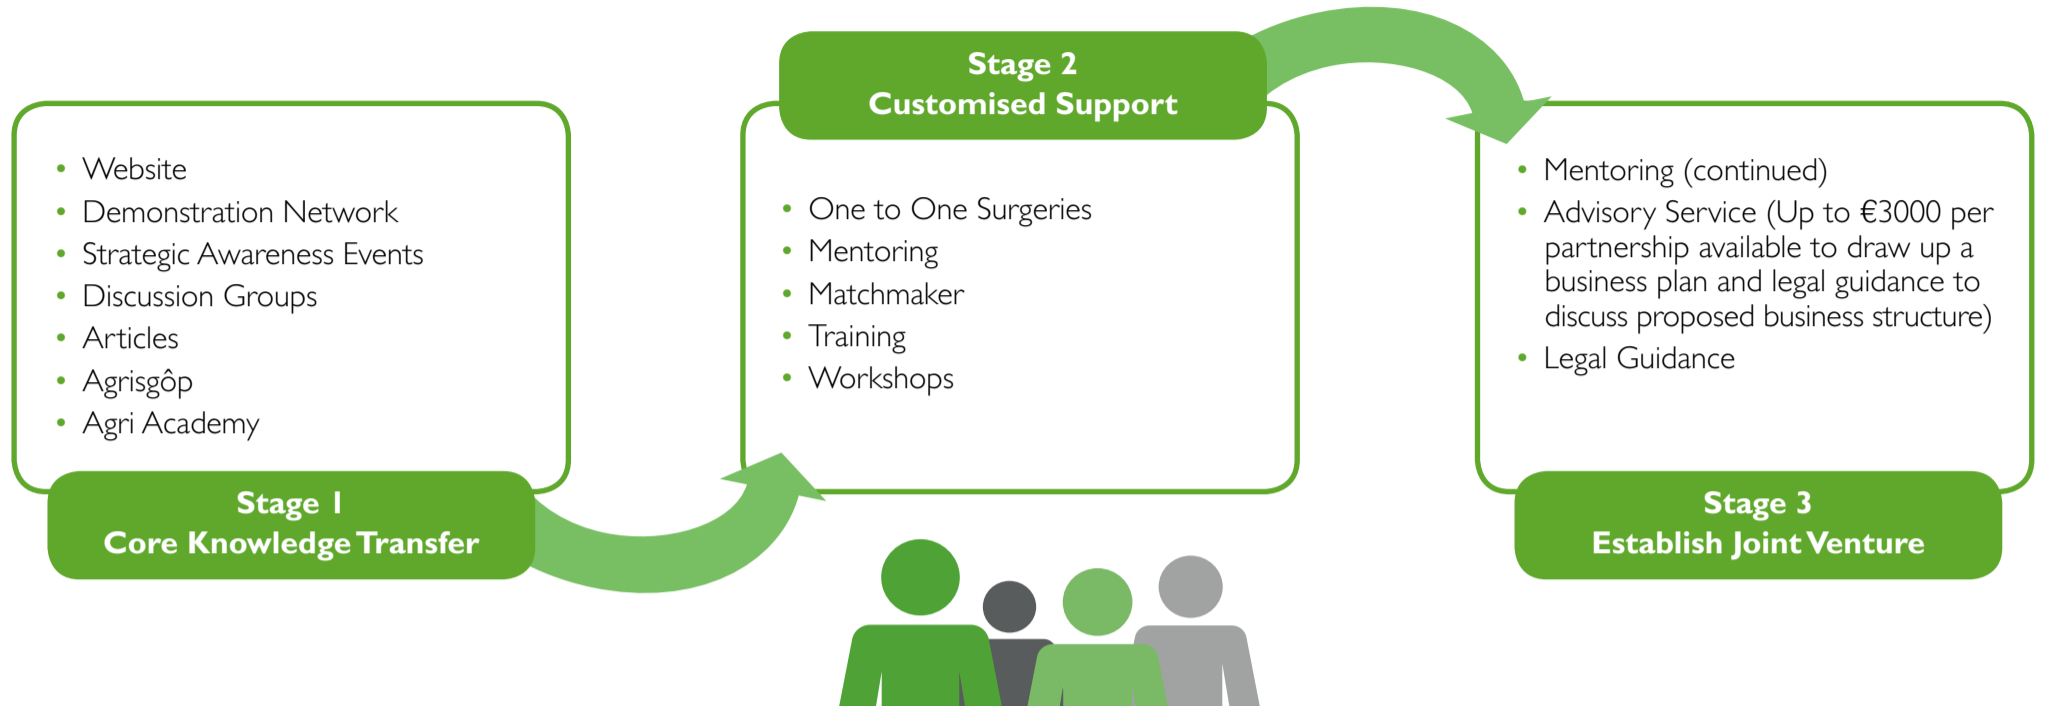 • Website
• Demonstration Network
• Strategic Awareness Events
• Discussion Groups
• Articles
• Agrisgôp
• Agri Academy
Stage 1
Core Knowledge Transfer
Stage 2
Customised Support
• One to One Surgeries
• Mentoring
• Matchmaker
• Training
• Workshops
• Mentoring (continued)
• Advisory Service (Up to €3000 per
partnership available to draw up a
business plan and legal guidance to
discuss proposed business structure)
• Legal Guidance
Stage 3
Establish Joint Venture